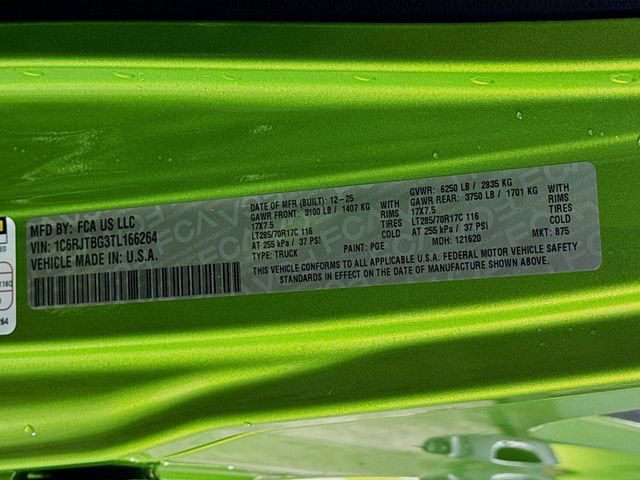 MFD BY: FCA US LLC
VIN: 1C6RJTBG3TL166264
VEHICLE MADE IN: U.S.A.
DATE OF MFR (BUILT): 12-25
GAWR FRONT: 3100 LB / 1407 KG WITH
17X7.5 RIMS
LT285/70R17C 116 TIRES
AT 255 kPa / 37 PSI COLD
TYPE: TRUCK PAINT: PGE
GVWR: 6250 LB / 2835 KG
GAWR REAR: 3750 LB / 1701 KG WITH
17X7.5 RIMS
LT285/70R17C 116 TIRES
AT 255 kPa / 37 PSI COLD
MDH: 121620 MKT: 875
THIS VEHICLE CONFORMS TO ALL APPLICABLE U.S.A. FEDERAL MOTOR VEHICLE SAFETY
STANDARDS IN EFFECT ON THE DATE OF MANUFACTURE SHOWN ABOVE.